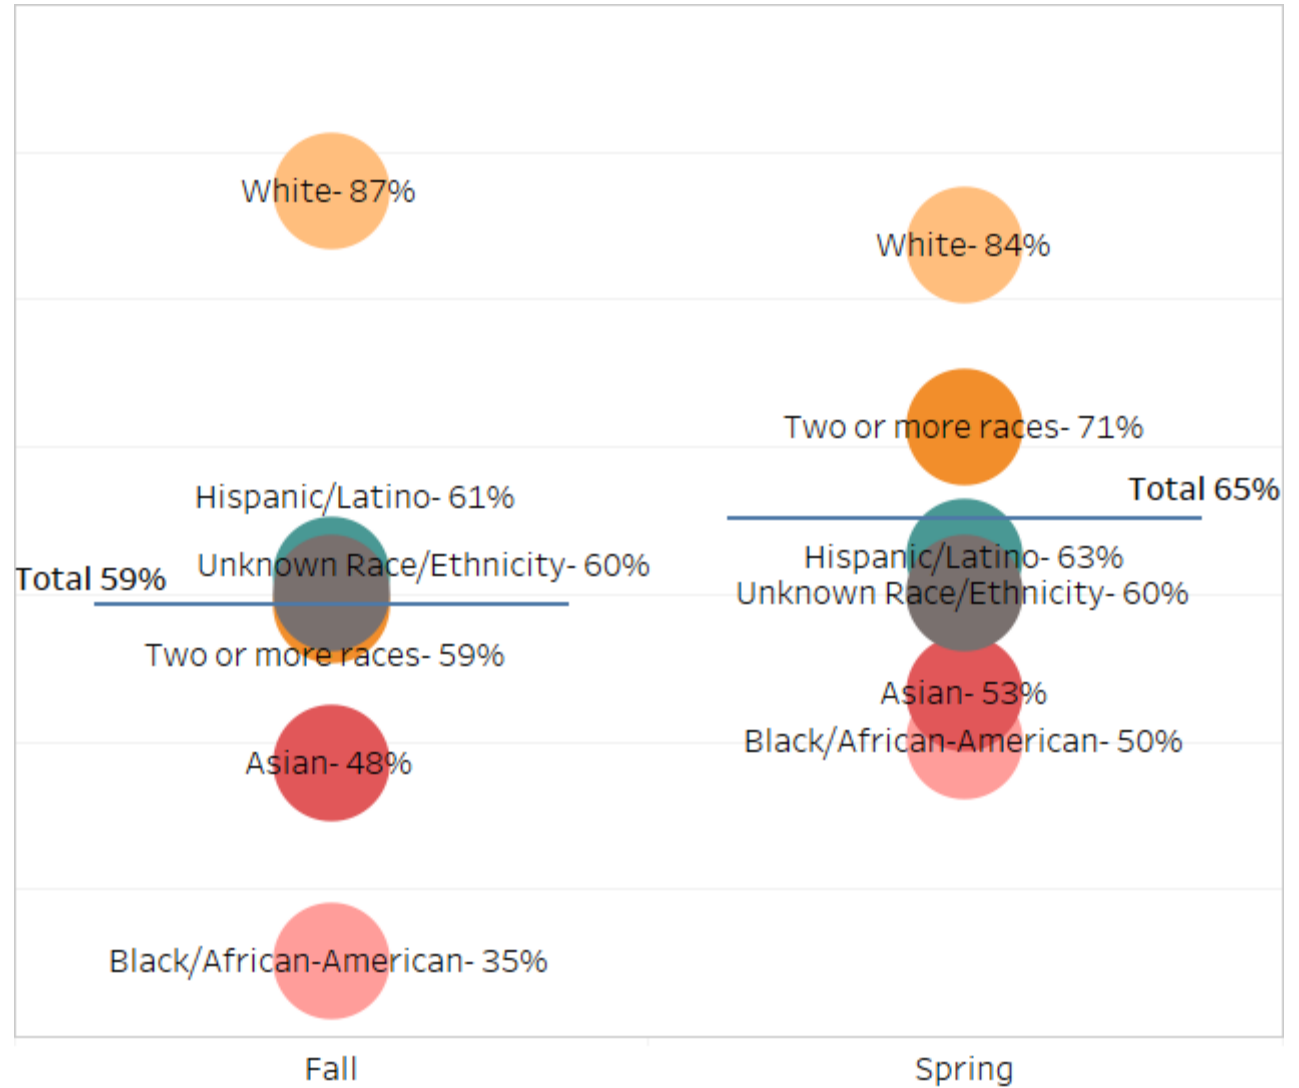 White- 87%
White- 84%
Two or more races- 71%
Total 65%
Hispanic/Latino- 61%
Hispanic/Latino- 63%
Unknown Race/Ethnicity- 60%
Total 59%
Unknown Race/Ethnicity- 60%
Two or more races- 59%
Asian- 53%
Black/African-American- 50%
Asian- 48%
Black/African-American- 35%
Fall
Spring